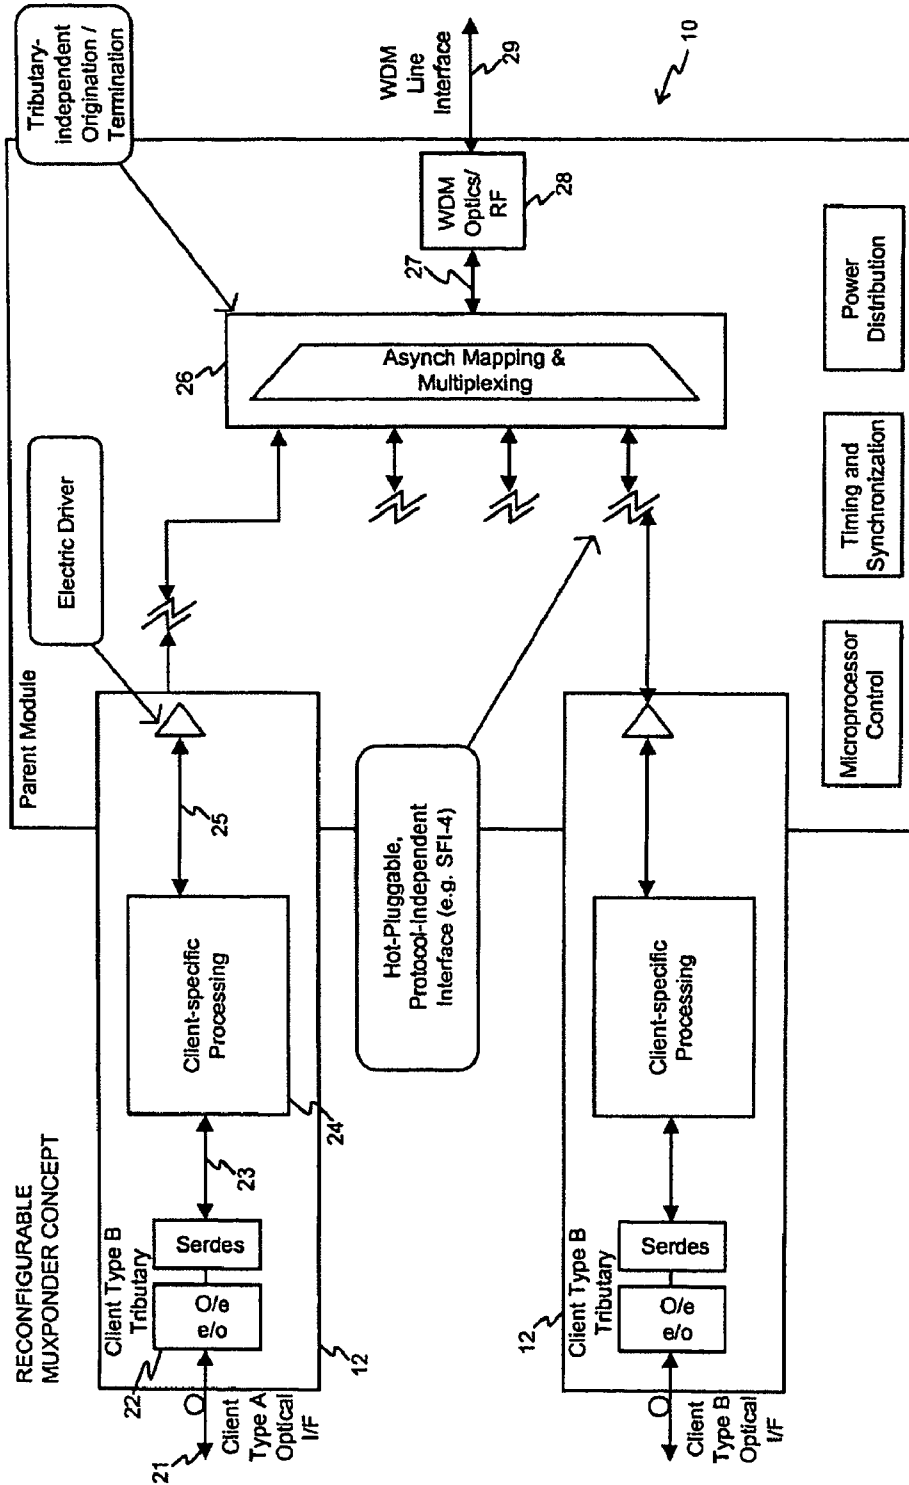 RECONFIGURABLE
MUXPONDER CONCEPT
Parent Module
Tributary-
independent
Origination /
Termination
Electric Driver
WDM
Line
Interface
29
10
Client Type B
Tributary
22
O/e
e/o
Serdes
23
Client-specific
Processing
24
25
21
Client
Type A
Optical
I/F
12
26
Asynch Mapping &
Multiplexing
27
WDM
Optics/
RF
28
Hot-Pluggable,
Protocol-Independent
Interface (e.g. SFI-4)
12
Client Type B
Tributary
O/e
e/o
Serdes
Client-specific
Processing
Client
Type B
Optical
I/F
Microprocessor
Control
Timing and
Synchronization
Power
Distribution